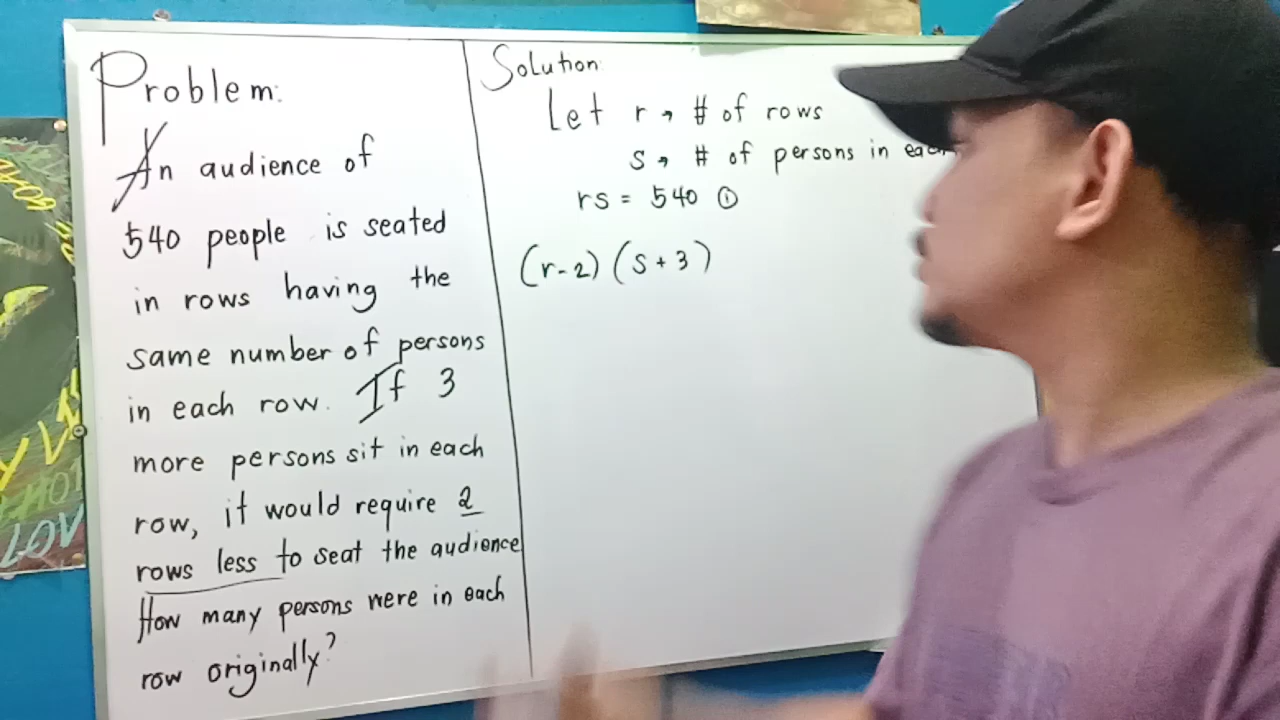 Problem:
An audience of
540 people is seated
in rows having the
same number of persons
in each row. If 3
more persons sit in each
row, it would require 2
rows less to seat the audience
How many persons were in each
row originally?
Solution:
Let r → # of rows
s → # of persons in each
rs = 540 ①
(r-2)(s+3)